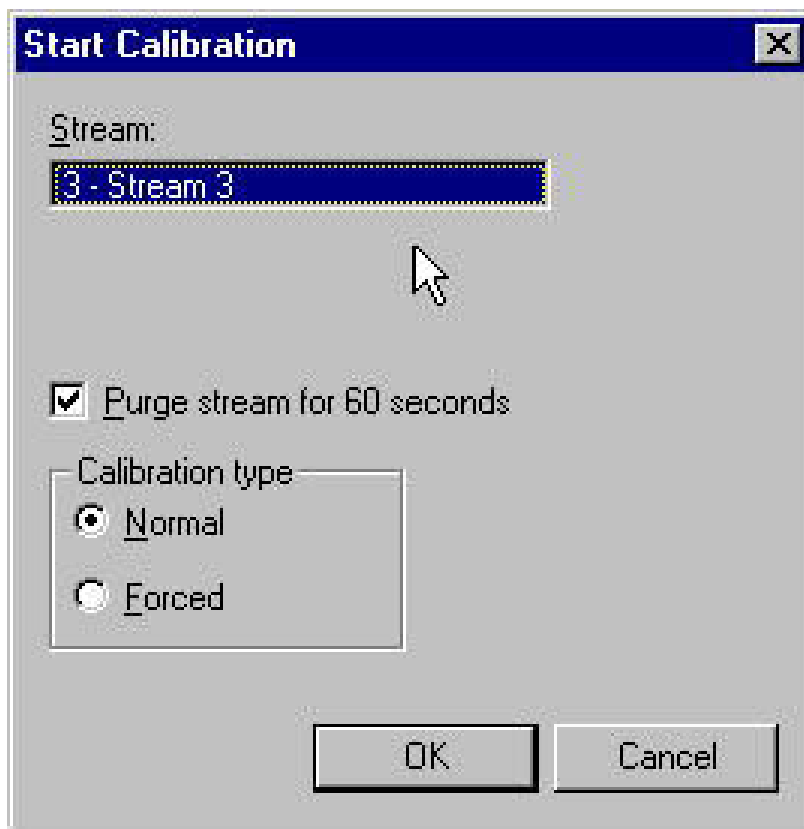 Start Calibration
Stream:
3 - Stream 3
Purge stream for 60 seconds
Calibration type
Normal
Forced
OK
Cancel